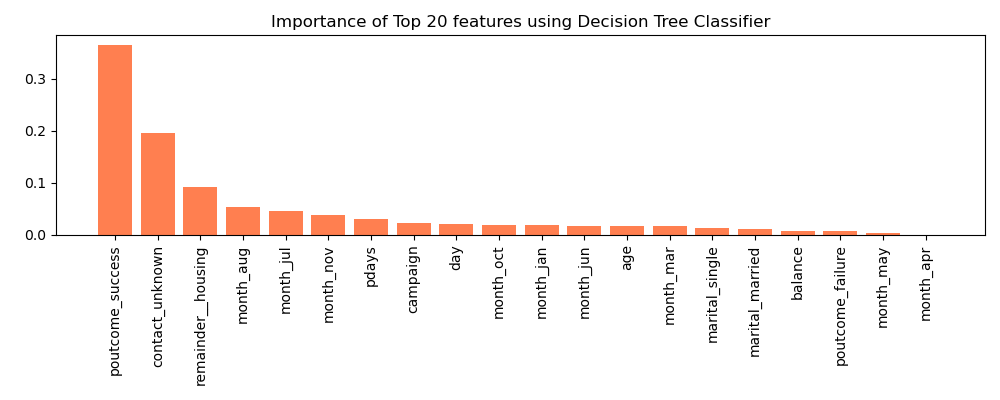 Importance of Top 20 features using Decision Tree Classifier
0.3
0.2
0.1
0.0
poutcome_success
contact_unknown
remainder__housing
month_aug
month_jul
month_nov
pdays
campaign
day
month_oct
month_jan
month_jun
age
month_mar
marital_single
marital_married
balance
poutcome_failure
month_may
month_apr